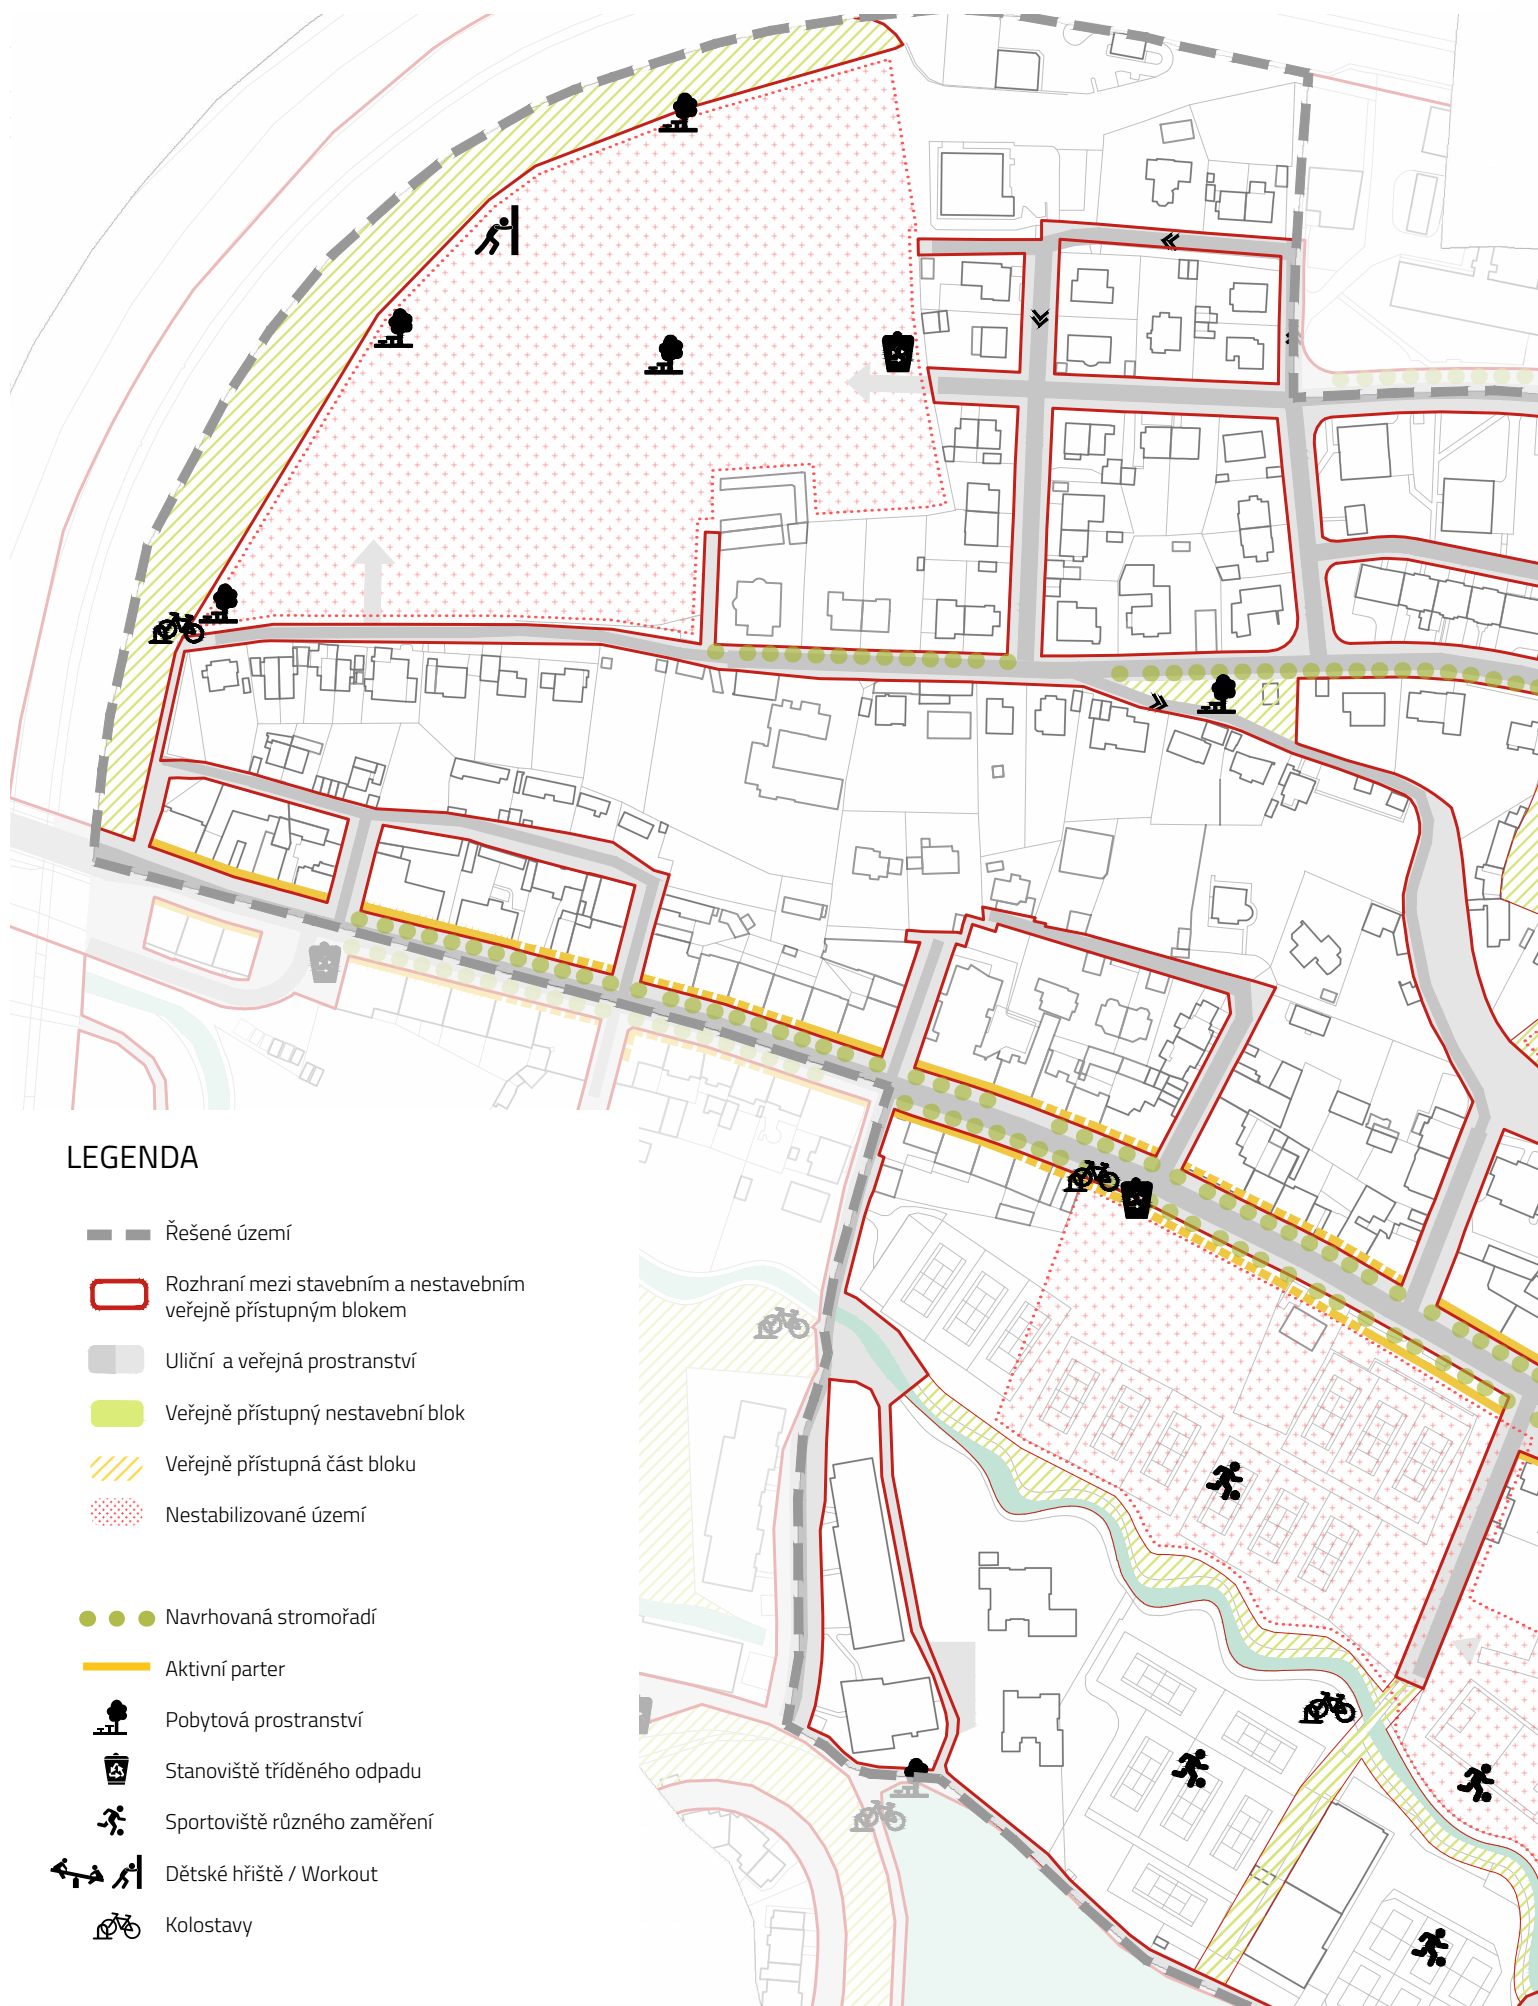 LEGENDA
Řešené území
Rozhraní mezi stavebním a nestavebním
veřejně přístupným blokem
Uliční  a veřejná prostranství
Veřejně přístupný nestavební blok
Veřejně přístupná část bloku
Nestabilizované území
Navrhovaná stromořadí
Aktivní parter
Pobytová prostranství
Stanoviště tříděného odpadu
Sportoviště různého zaměření
Dětské hřiště / Workout
Kolostavy